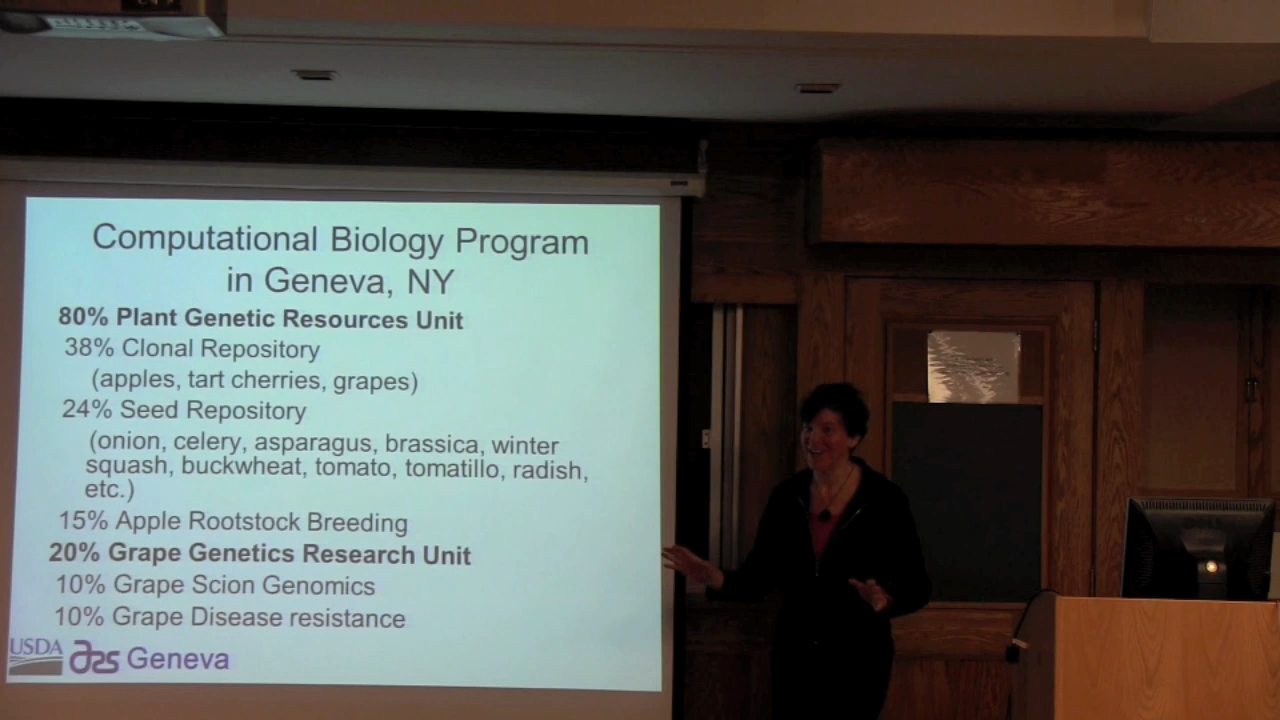 Computational Biology Program
in Geneva, NY
80% Plant Genetic Resources Unit
38% Clonal Repository
(apples, tart cherries, grapes)
24% Seed Repository
(onion, celery, asparagus, brassica, winter
squash, buckwheat, tomato, tomatillo, radish,
etc.)
15% Apple Rootstock Breeding
20% Grape Genetics Research Unit
10% Grape Scion Genomics
10% Grape Disease resistance
USDA ars Geneva
DELL